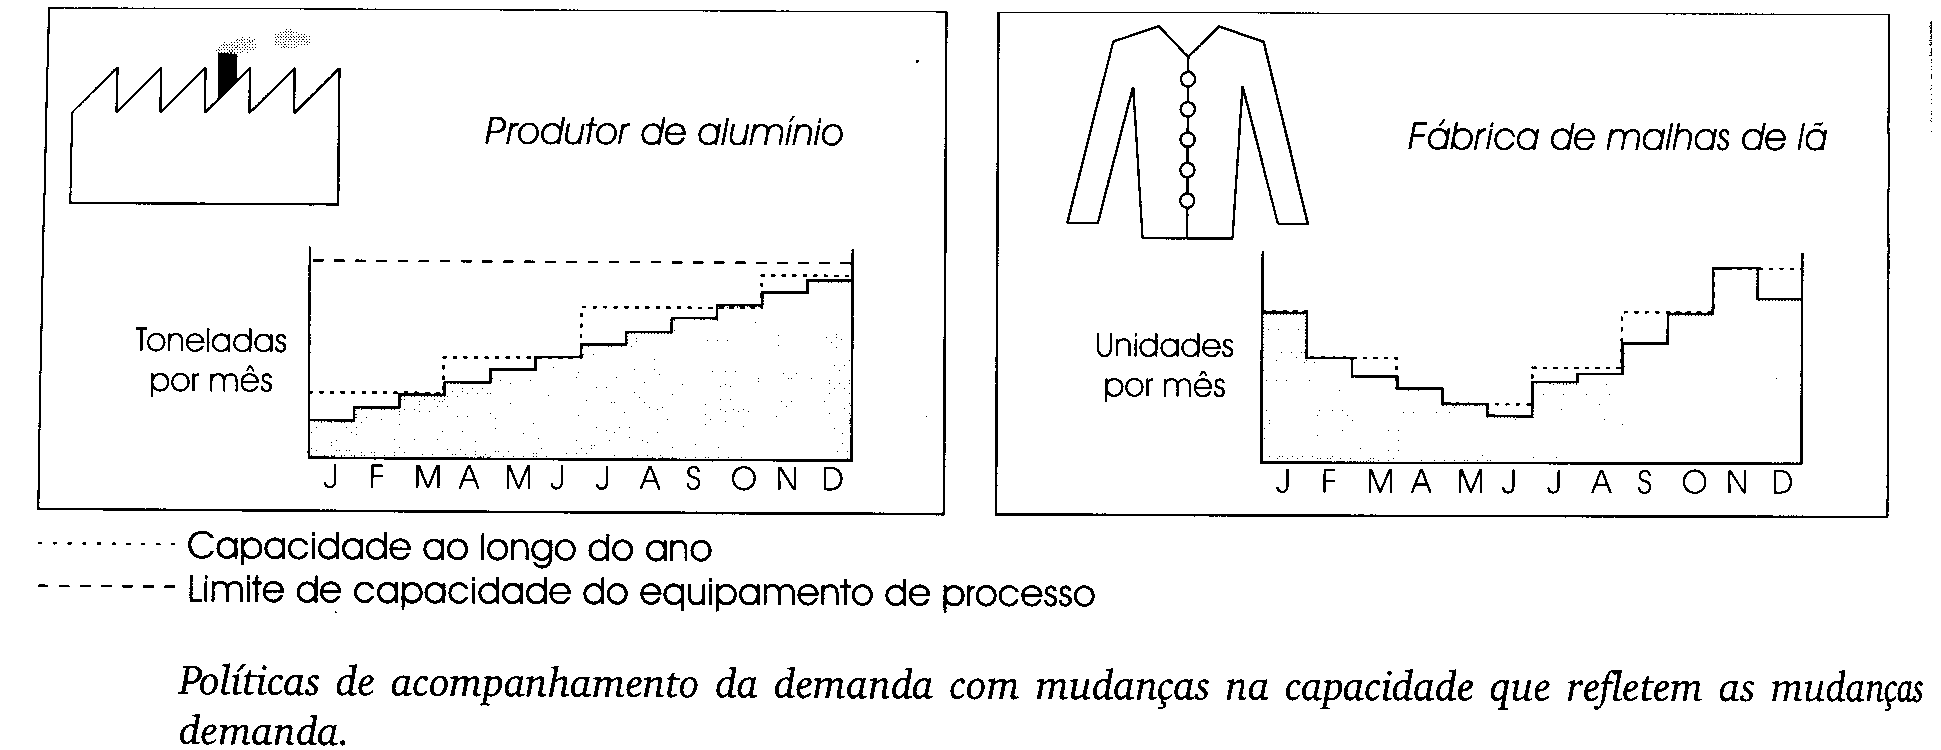 Produtor de alumínio
Toneladas
por mês
J F M A M J J A S O N D
Fábrica de malhas de lã
Unidades
por mês
J F M A M J J A S O N D
Capacidade ao longo do ano
Limite de capacidade do equipamento de processo
Políticas de acompanhamento da demanda com mudanças na capacidade que refletem as mudanças
demanda.